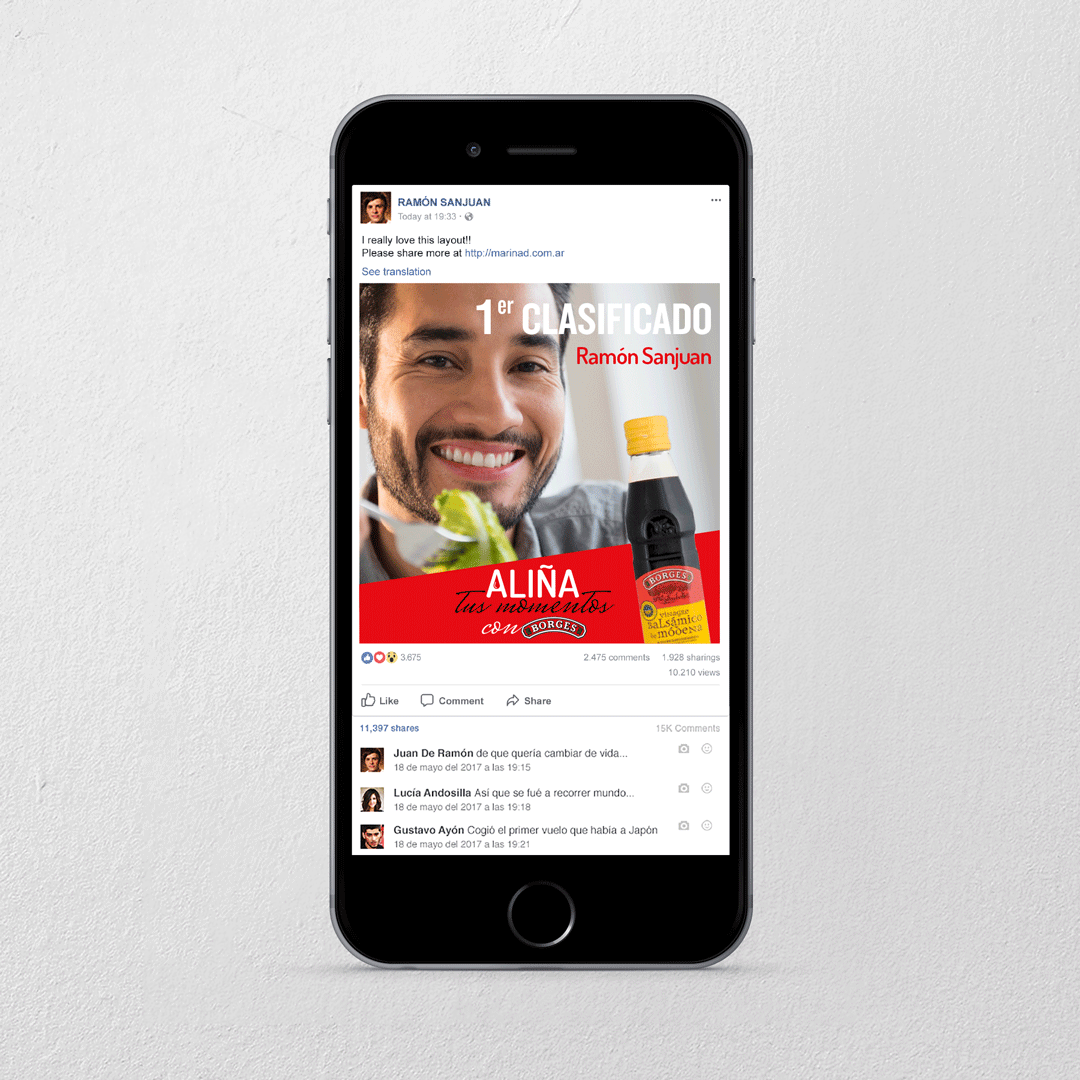 RAMÓN SANJUAN
Today at 19:33 ·
I really love this layout!!
Please share more at http://marinad.com.ar
See translation
1er CLASIFICADO
Ramón Sanjuan
ALIÑA
tus momentos
con BORGES
BORGES
Vinagre
Balsámico
de módena
3.675
2.475 comments 1.928 sharings
10.210 views
Like Comment Share
11,397 shares 15K Comments
Juan De Ramón de que quería cambiar de vida...
18 de mayo del 2017 a las 19:15
Lucía Andosilla Asi que se fué a recorrer mundo...
18 de mayo del 2017 a las 19:18
Gustavo Ayón Cogió el primer vuelo que había a Japón
18 de mayo del 2017 a las 19:21